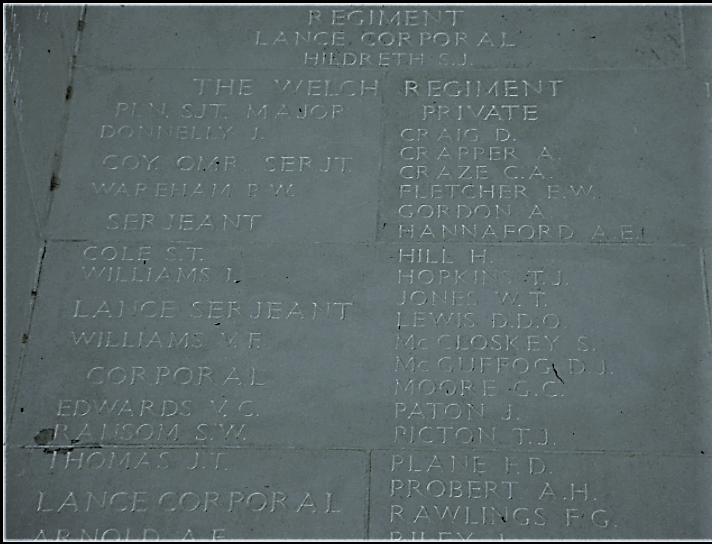 REGIMENT
LANCE CORPORAL
HILDRETH S.J.
THE WELCH REGIMENT
PLN. SJT. MAJOR
DONNELLY J.
COY. QMR. SERJT.
WAREHAM P.W.
SERJEANT
COLE S.T.
WILLIAMS I.
LANCE SERJEANT
WILLIAMS V.F.
CORPORAL
EDWARDS V.C.
RANSOM S.W.
THOMAS J.T.
LANCE CORPORAL
ARNOLD A.F.
PRIVATE
CRAIG D.
CRAPPER A.
CRAZE C.A.
FLETCHER E.W.
GORDON A.
HANNAFORD A.E.J.
HILL H.
HOPKINS T.J.
JONES W.T.
LEWIS D.D.O.
McCLOSKEY S.
McGUFFOG D.J.
MOORE G.C.
PATON J.
PICTON T.J.
PLANE F.D.
PROBERT A.H.
RAWLINGS F.G.
RILEY J.